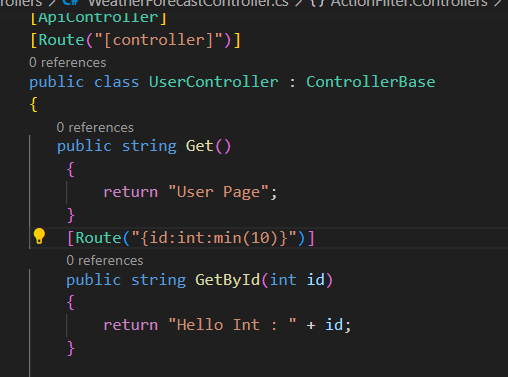 llers > C# WeatherForecastController.cs > {} ActionFilter.Controllers >
[ApiController]
[Route("[controller]")]
0 references
public class UserController : ControllerBase
{
0 references
public string Get()
{
return "User Page";
}
[Route("{id:int:min(10)}")]
0 references
public string GetById(int id)
{
return "Hello Int : " + id;
}